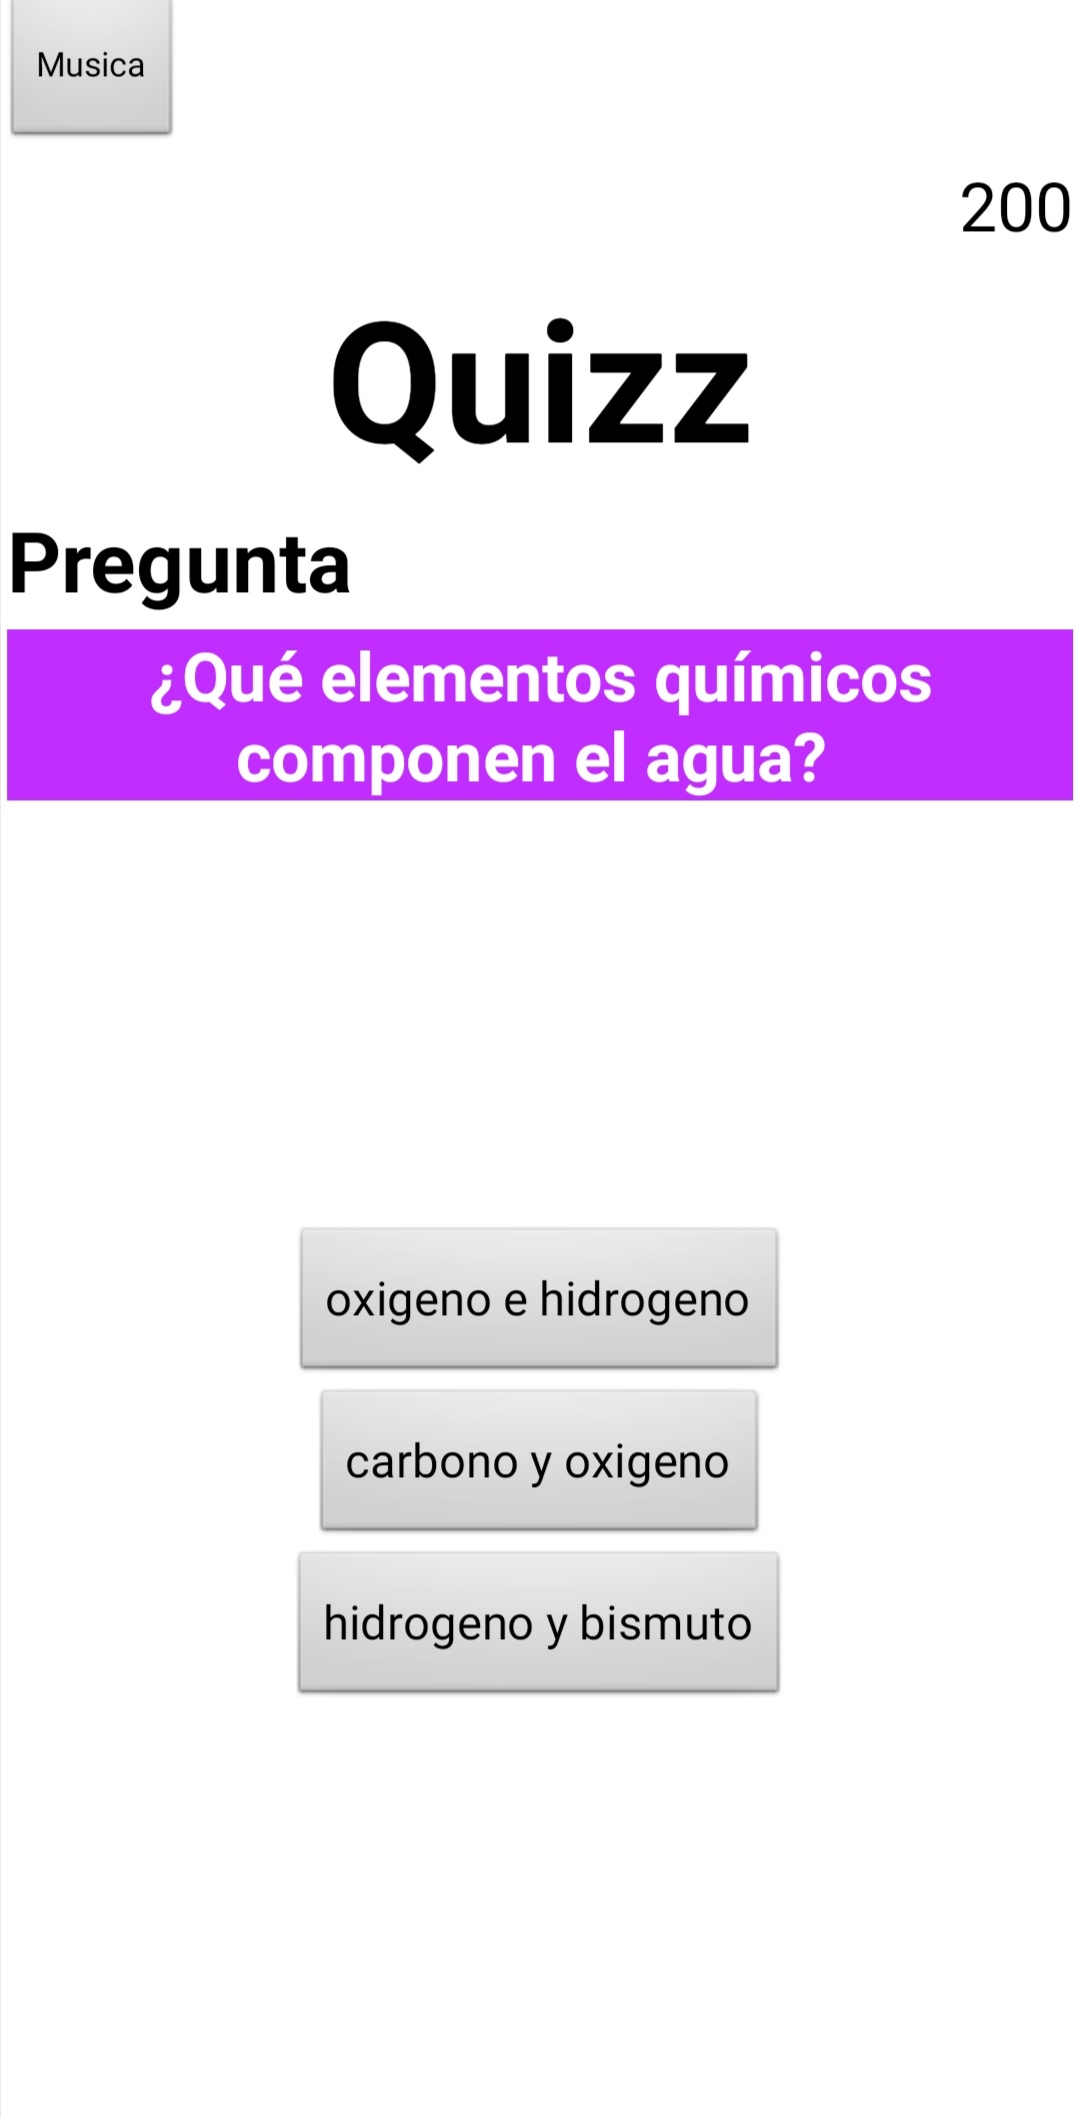 Musica
200
Quizz
Pregunta
¿Qué elementos químicos
componen el agua?
oxigeno e hidrogeno
carbono y oxigeno
hidrogeno y bismuto